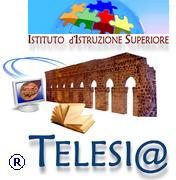 ISTITUTO d'ISTRUZIONE SUPERIORE
®
TELESI@